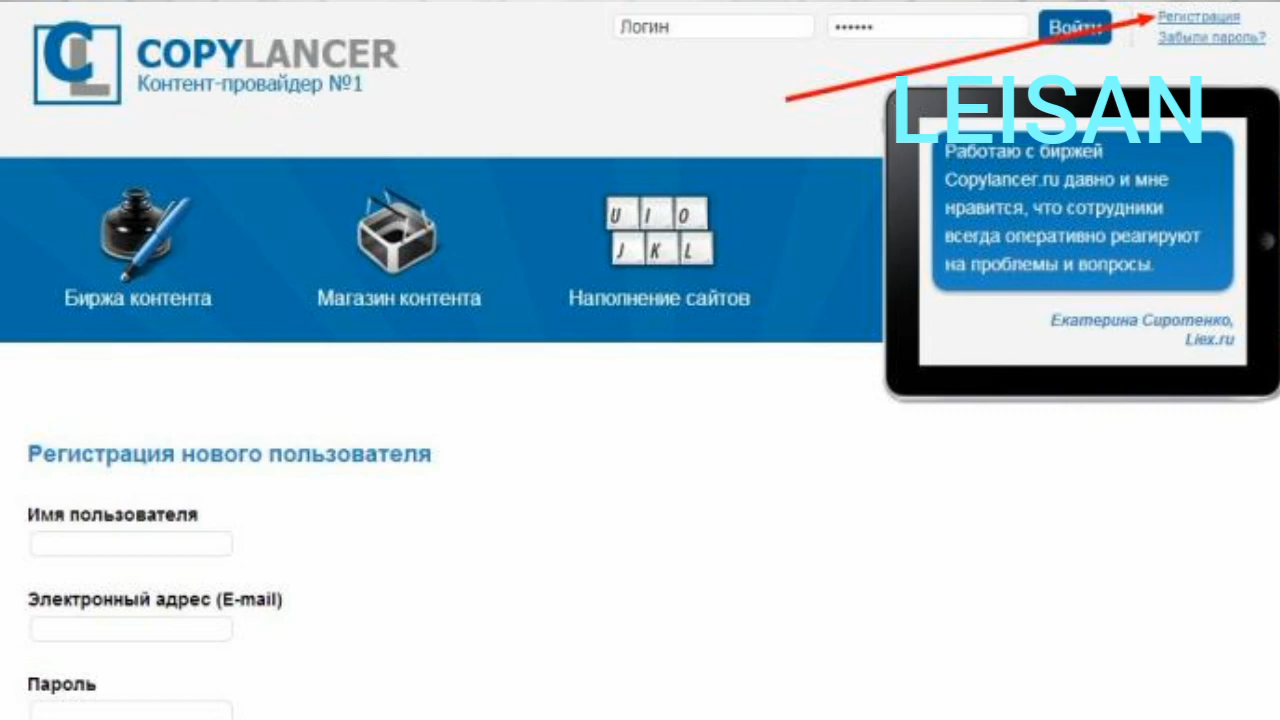 Логин
••••••
Войти
Регистрация
Забыли пароль?
CL
COPYLANCER
Контент-провайдер №1
LEISAN
Работаю с биржей
Copylancer.ru давно и мне
нравится, что сотрудники
всегда оперативно реагируют
на проблемы и вопросы.
Екатерина Сиротенко,
Liex.ru
U I O
J K L
Биржа контента
Магазин контента
Наполнение сайтов
Регистрация нового пользователя
Имя пользователя
Электронный адрес (E-mail)
Пароль